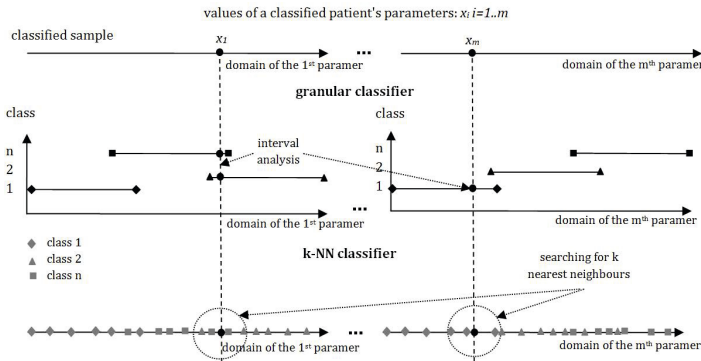 values of a classified patient's parameters: xᵢ i=1..m
classified sample
x₁
...
xₘ
domain of the 1st paramer
domain of the mth paramer
granular classifier
class
n
2
1
interval
analysis
domain of the 1st paramer
...
class
n
2
1
domain of the mth paramer
k-NN classifier
class 1
class 2
class n
searching for k
nearest neighbours
domain of the 1st paramer
...
domain of the mth paramer